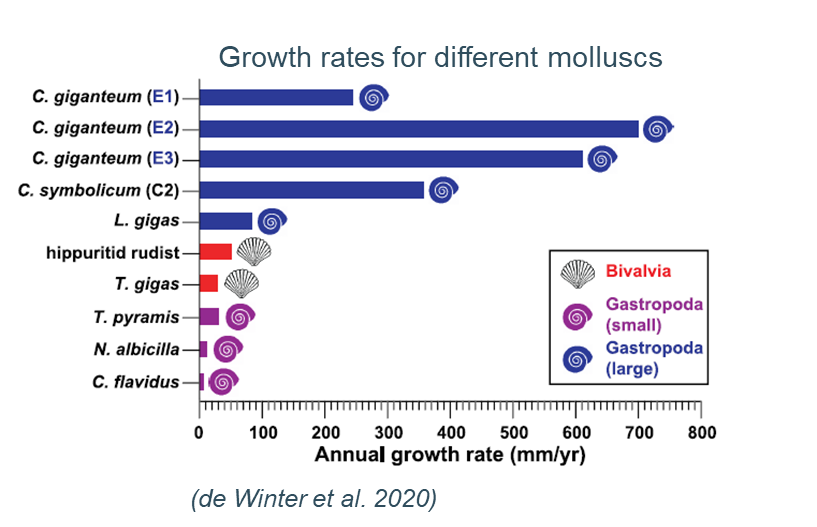 Growth rates for different molluscs
C. giganteum (E1)
C. giganteum (E2)
C. giganteum (E3)
C. symbolicum (C2)
L. gigas
hippuritid rudist
T. gigas
T. pyramis
N. albicilla
C. flavidus
Bivalvia
Gastropoda
(small)
Gastropoda
(large)
0 100 200 300 400 500 600 700 800
Annual growth rate (mm/yr)
(de Winter et al. 2020)